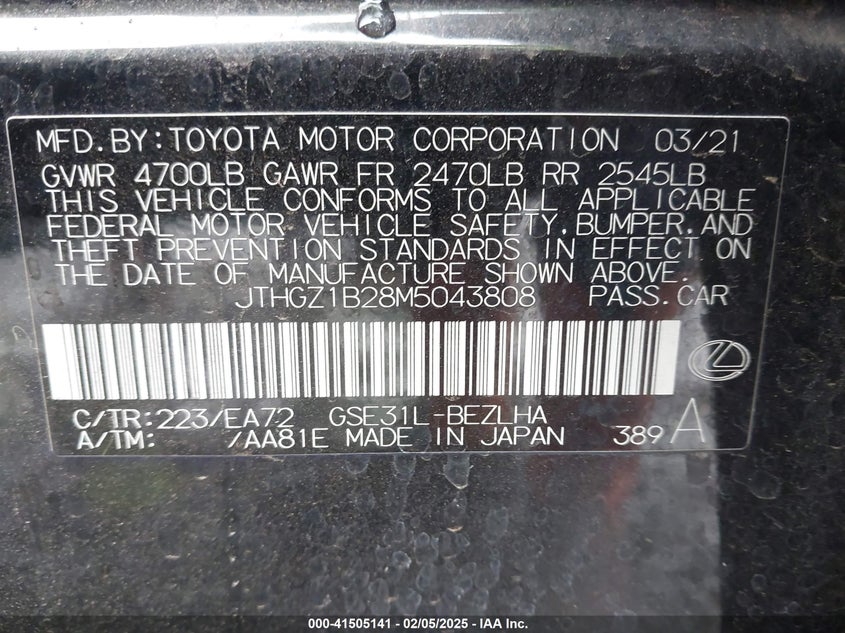 MFD.BY:TOYOTA MOTOR CORPORATION 03/21
GVWR 4700LB GAWR FR 2470LB RR 2545LB
THIS VEHICLE CONFORMS TO ALL APPLICABLE
FEDERAL MOTOR VEHICLE SAFETY,BUMPER,AND
THEFT PREVENTION STANDARDS IN EFFECT ON
THE DATE OF MANUFACTURE SHOWN ABOVE.
JTHGZ1B28M5043808 PASS.CAR
C/TR:223/EA72 GSE31L-BEZLHA
A/TM: /AA81E MADE IN JAPAN 389 A
000-41505141 - 02/05/2025 - IAA Inc.